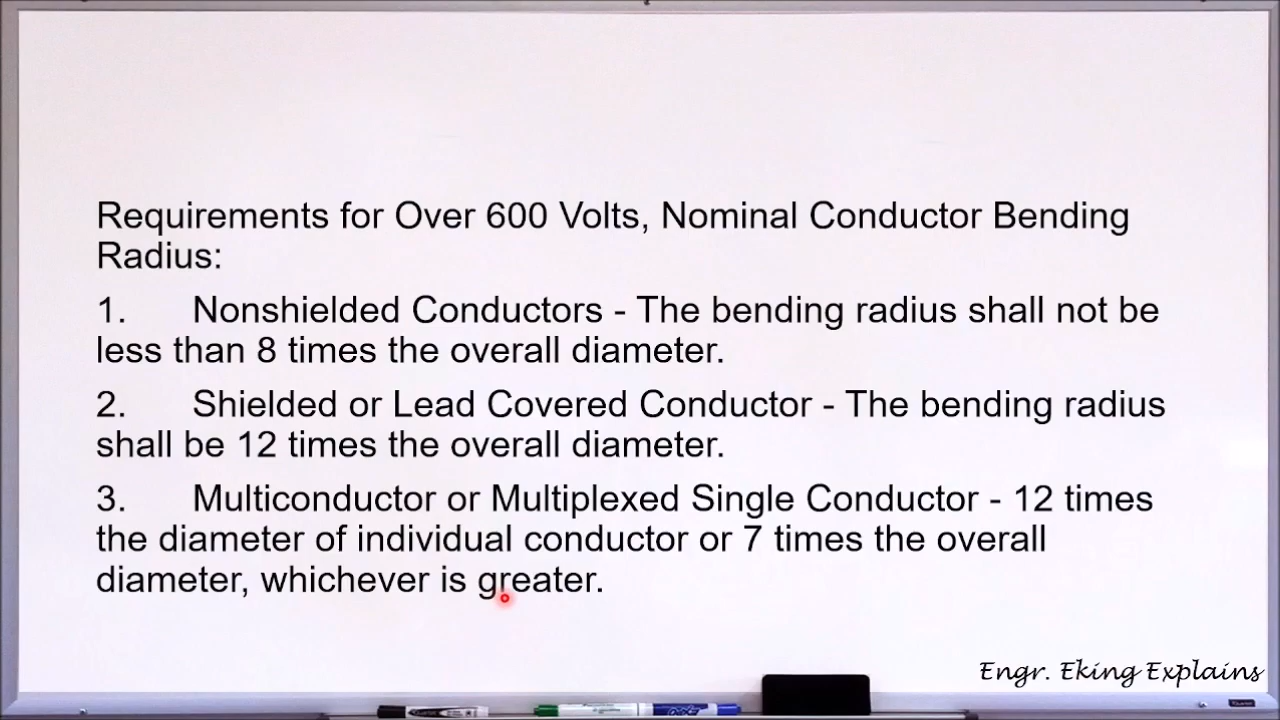 Requirements for Over 600 Volts, Nominal Conductor Bending
Radius:
1. Nonshielded Conductors - The bending radius shall not be
less than 8 times the overall diameter.
2. Shielded or Lead Covered Conductor - The bending radius
shall be 12 times the overall diameter.
3. Multiconductor or Multiplexed Single Conductor - 12 times
the diameter of individual conductor or 7 times the overall
diameter, whichever is greater.
Engr. Eking Explains